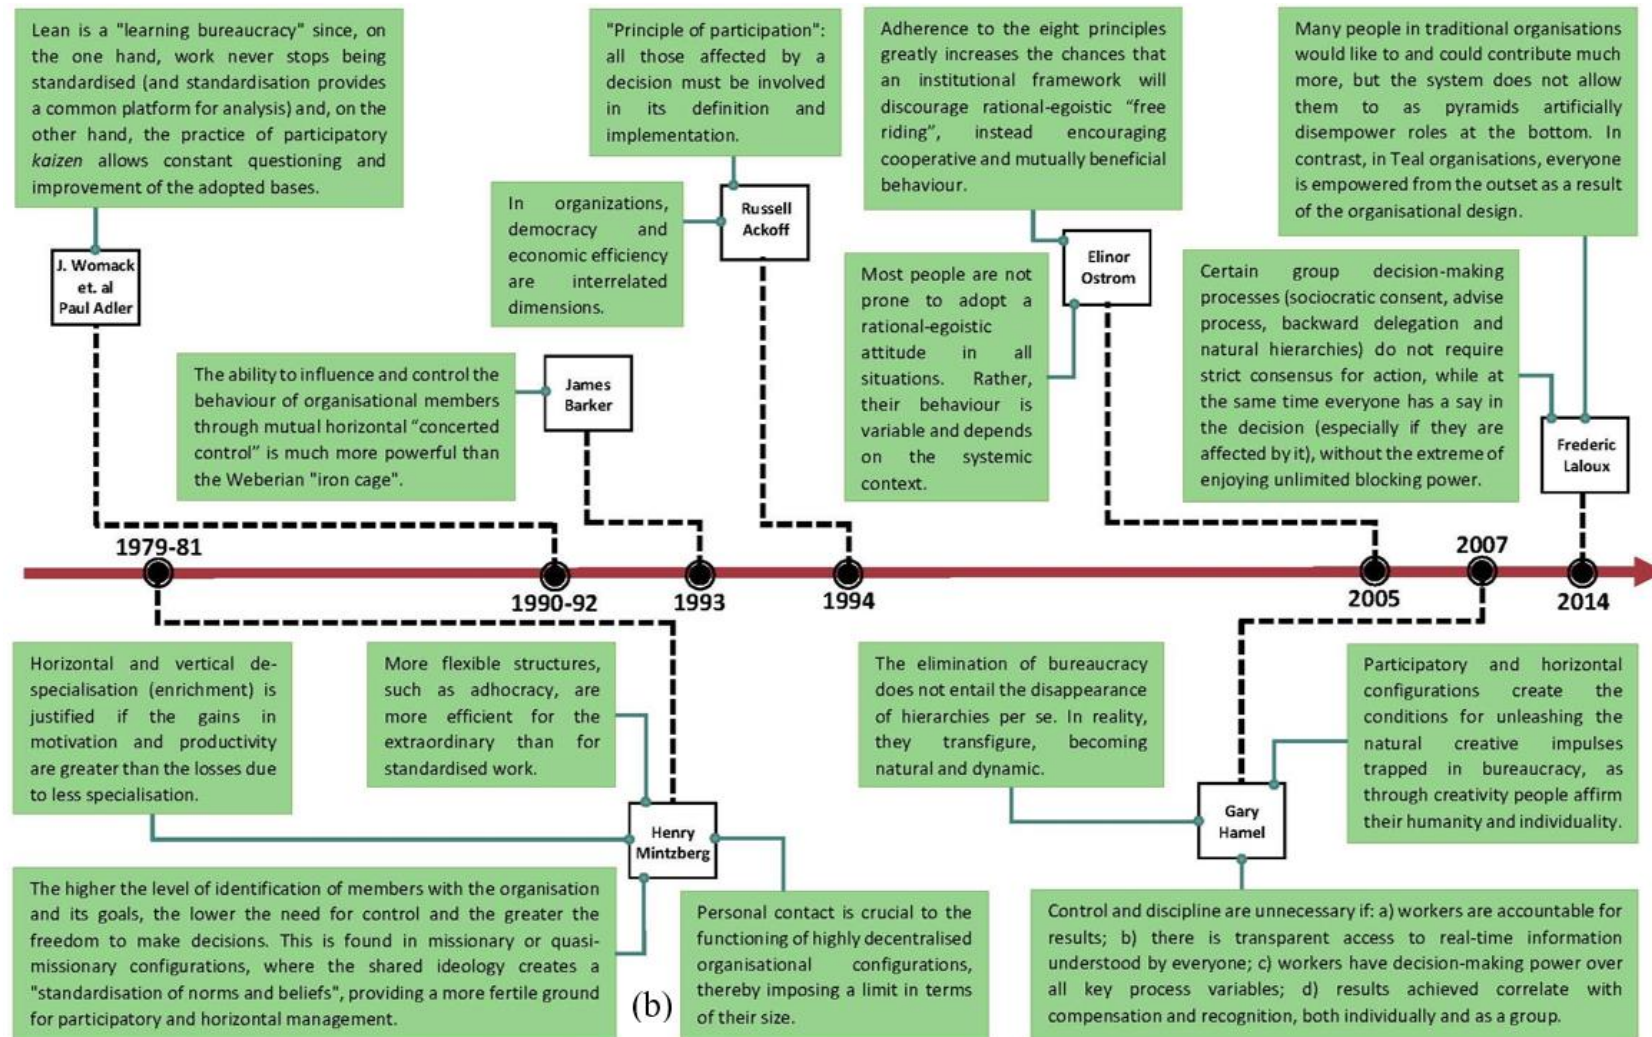 Lean is a "learning bureaucracy" since, on
the one hand, work never stops being
standardised (and standardisation provides
a common platform for analysis) and, on the
other hand, the practice of participatory
kaizen allows constant questioning and
improvement of the adopted bases.
"Principle of participation":
all those affected by a
decision must be involved
in its definition and
implementation.
Adherence to the eight principles
greatly increases the chances that
an institutional framework will
discourage rational-egoistic “free
riding”, instead encouraging
cooperative and mutually beneficial
behaviour.
Many people in traditional organisations
would like to and could contribute much
more, but the system does not allow
them to as pyramids artificially
disempower roles at the bottom. In
contrast, in Teal organisations, everyone
is empowered from the outset as a result
of the organisational design.
J. Womack
et. al
Paul Adler
In organizations,
democracy and
economic efficiency
are interrelated
dimensions.
Russell
Ackoff
Most people are not
prone to adopt a
rational-egoistic
attitude in all
situations. Rather,
their behaviour is
variable and depends
on the systemic
context.
Elinor
Ostrom
Certain group decision-making
processes (sociocratic consent, advise
process, backward delegation and
natural hierarchies) do not require
strict consensus for action, while at
the same time everyone has a say in
the decision (especially if they are
affected by it), without the extreme of
enjoying unlimited blocking power.
Frederic
Laloux
The ability to influence and control the
behaviour of organisational members
through mutual horizontal “concerted
control” is much more powerful than
the Weberian "iron cage".
James
Barker
1979-81
1990-92
1993
1994
2005
2007
2014
Horizontal and vertical de-
specialisation (enrichment) is
justified if the gains in
motivation and productivity
are greater than the losses due
to less specialisation.
More flexible structures,
such as adhocracy, are
more efficient for the
extraordinary than for
standardised work.
The elimination of bureaucracy
does not entail the disappearance
of hierarchies per se. In reality,
they transfigure, becoming
natural and dynamic.
Participatory and horizontal
configurations create the
conditions for unleashing the
natural creative impulses
trapped in bureaucracy, as
through creativity people affirm
their humanity and individuality.
Henry
Mintzberg
Gary
Hamel
The higher the level of identification of members with the organisation
and its goals, the lower the need for control and the greater the
freedom to make decisions. This is found in missionary or quasi-
missionary configurations, where the shared ideology creates a
"standardisation of norms and beliefs", providing a more fertile ground
for participatory and horizontal management.
(b)
Personal contact is crucial to the
functioning of highly decentralised
organisational configurations,
thereby imposing a limit in terms
of their size.
Control and discipline are unnecessary if: a) workers are accountable for
results; b) there is transparent access to real-time information
understood by everyone; c) workers have decision-making power over
all key process variables; d) results achieved correlate with
compensation and recognition, both individually and as a group.